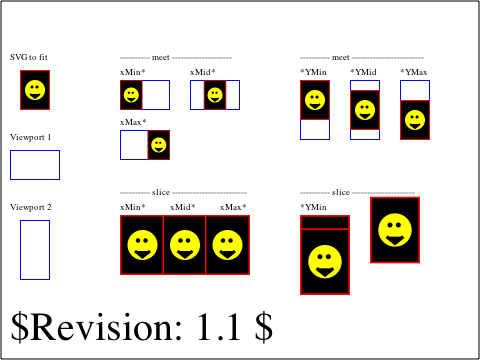 SVG to fit
---------- meet --------------------
xMin* xMid*
xMax*
---------- meet --------------------------------
*YMin *YMid *YMax
Viewport 1
Viewport 2
---------- slice -------------------------
xMin* xMid* xMax*
---------- slice ---------------------
*YMin
$Revision: 1.1 $